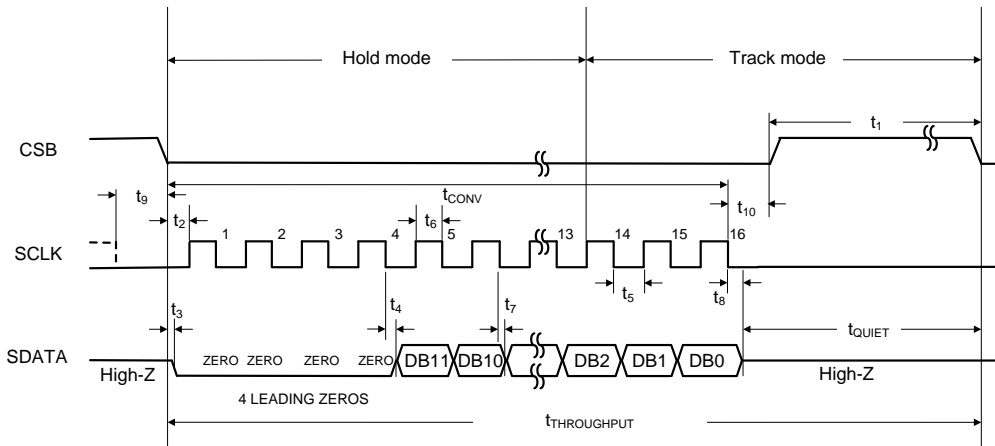 Hold mode Track mode
CSB t1
t9 tCONV t10
t2 t6
SCLK 1 2 3 4 5 13 14 15 16
t3 t4 t7 t5 t8
tQUIET
SDATA ZERO ZERO ZERO ZERO DB11 DB10 DB2 DB1 DB0
High-Z High-Z
4 LEADING ZEROS
tTHROUGHPUT